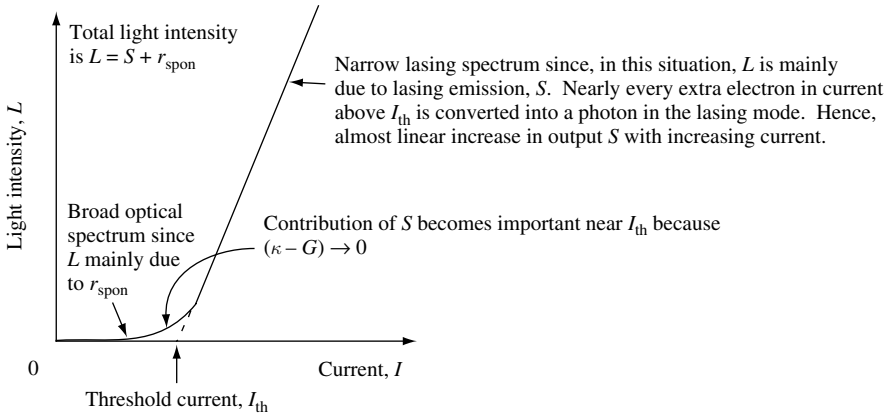 Total light intensity
is L = S + r_spon
Narrow lasing spectrum since, in this situation, L is mainly
due to lasing emission, S. Nearly every extra electron in current
above I_th is converted into a photon in the lasing mode. Hence,
almost linear increase in output S with increasing current.
Light intensity, L
Broad optical
spectrum since
L mainly due
to r_spon
Contribution of S becomes important near I_th because
(κ – G) → 0
0
Current, I
Threshold current, I_th